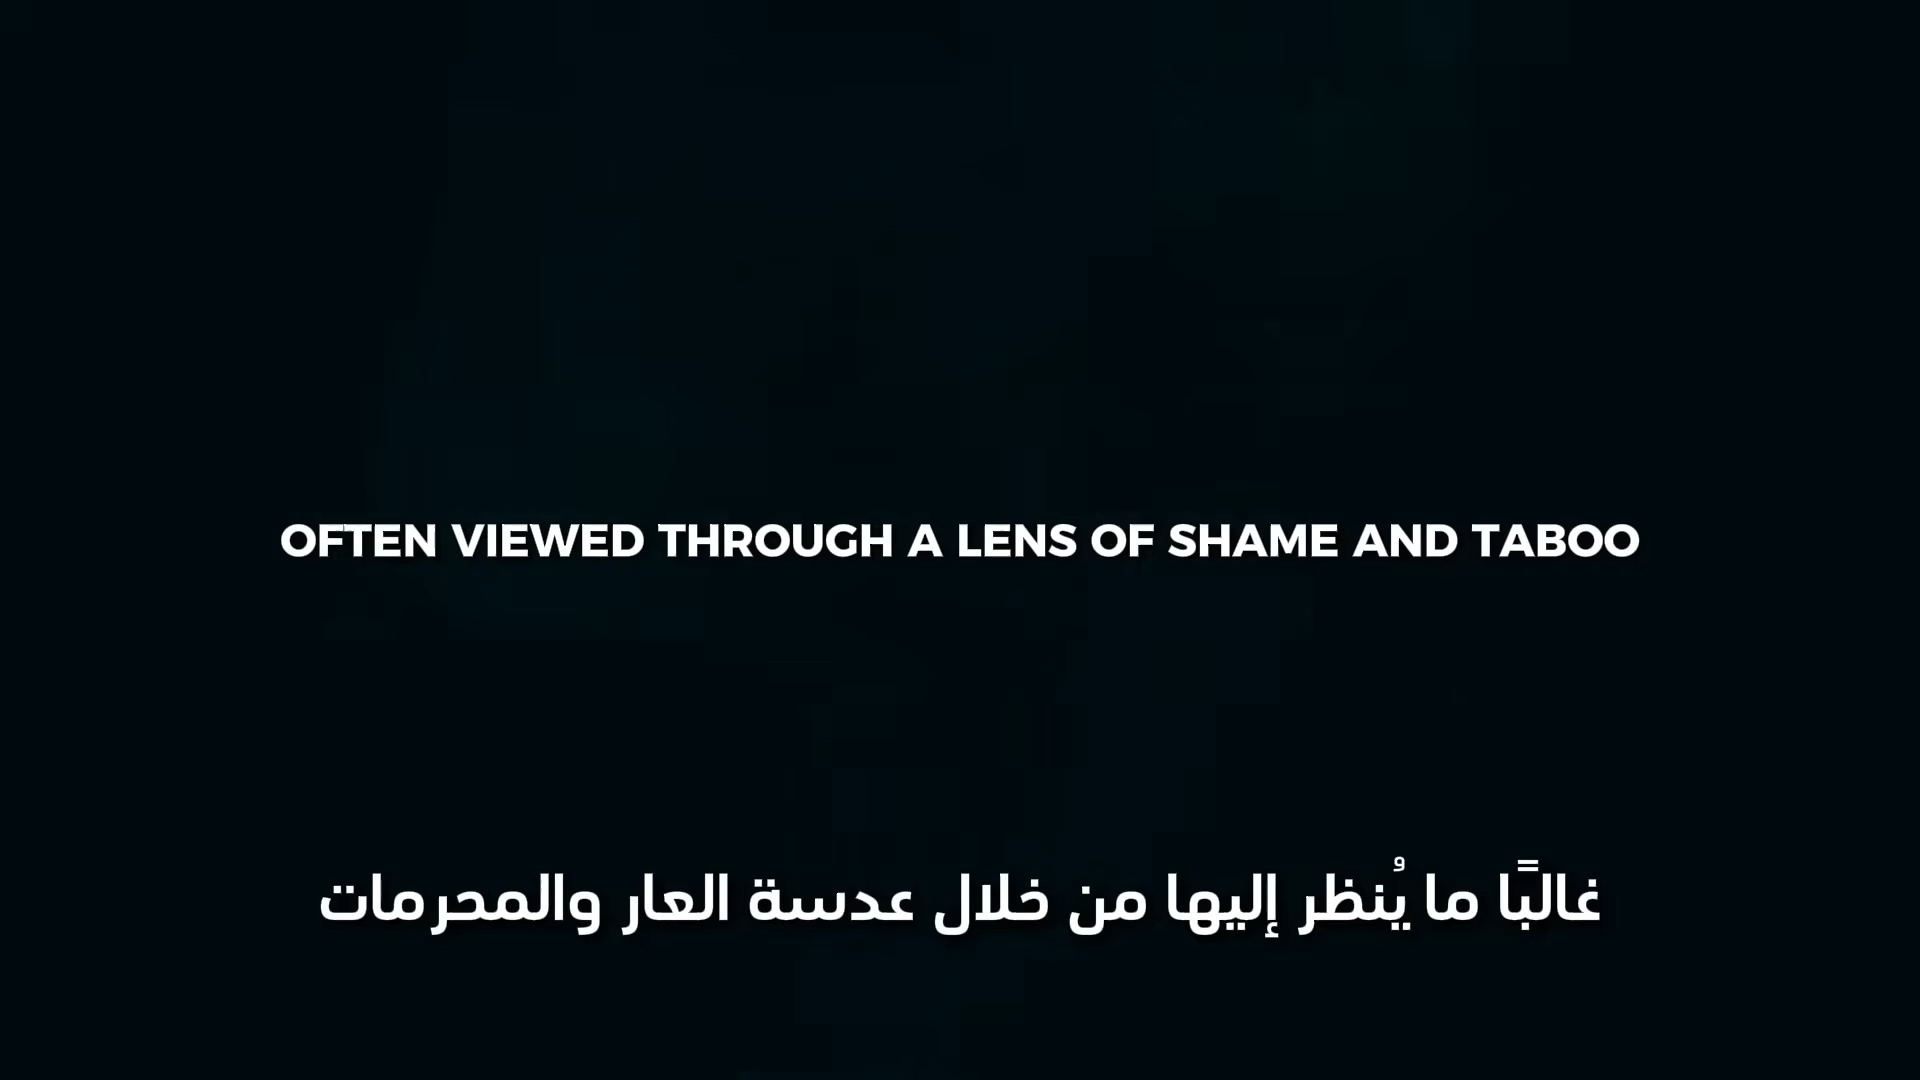 OFTEN VIEWED THROUGH A LENS OF SHAME AND TABOO
غالبًا ما يُنظر إليها من خلال عدسة العار والمحرمات